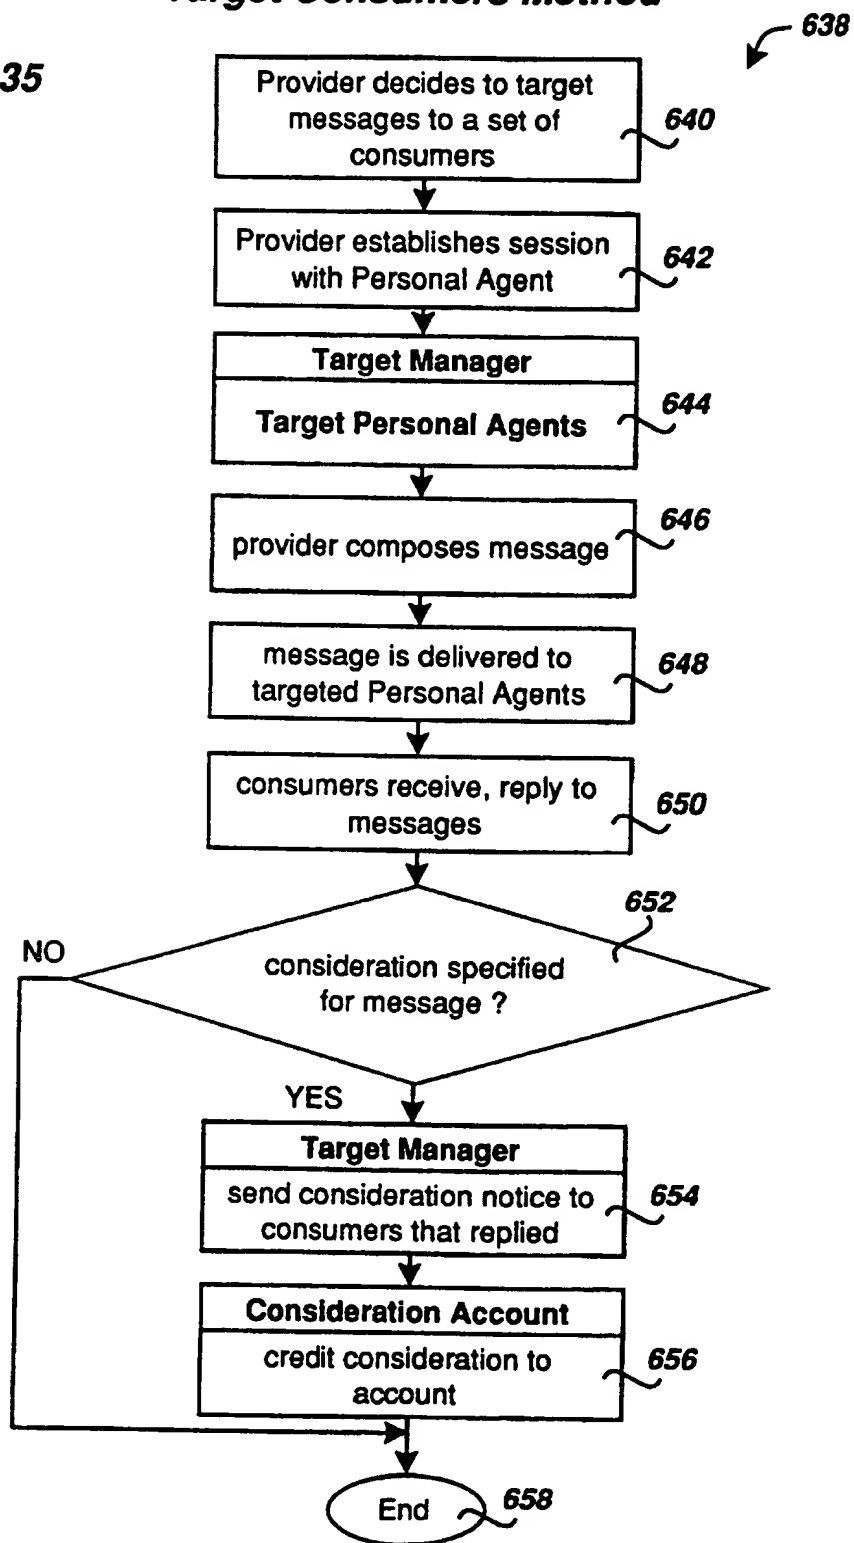 Target Consumers Method
638
35
Provider decides to target
messages to a set of
consumers
640
Provider establishes session
with Personal Agent
642
Target Manager
Target Personal Agents
644
provider composes message
646
message is delivered to
targeted Personal Agents
648
consumers receive, reply to
messages
650
652
NO
consideration specified
for message ?
YES
Target Manager
send consideration notice to
consumers that replied
654
Consideration Account
credit consideration to
account
656
End
658